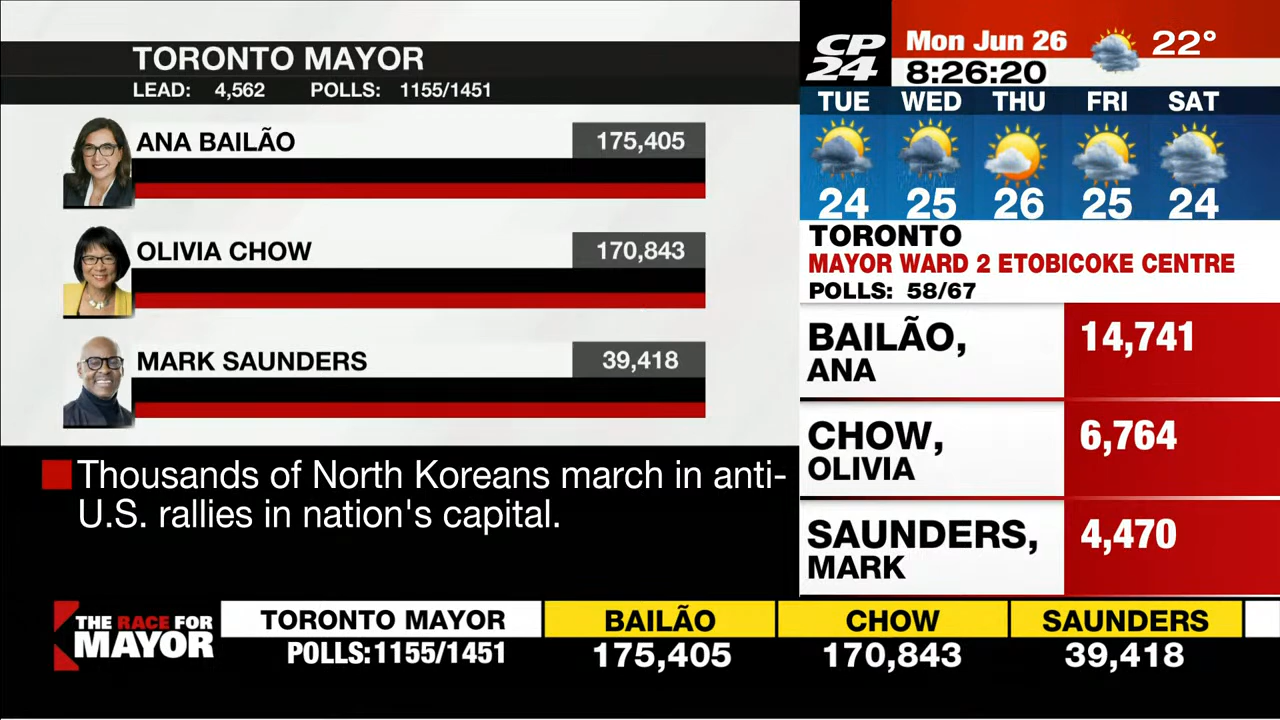 TORONTO MAYOR
LEAD: 4,562 POLLS: 1155/1451
ANA BAILÃO 175,405
OLIVIA CHOW 170,843
MARK SAUNDERS 39,418
Thousands of North Koreans march in anti-
U.S. rallies in nation's capital.
CP
24
Mon Jun 26
22°
8:26:20
TUE WED THU FRI SAT
24 25 26 25 24
TORONTO
MAYOR WARD 2 ETOBICOKE CENTRE
POLLS: 58/67
BAILÃO, 14,741
ANA
CHOW, 6,764
OLIVIA
SAUNDERS, 4,470
MARK
THE RACE FOR
MAYOR
TORONTO MAYOR BAILÃO CHOW SAUNDERS
POLLS:1155/1451 175,405 170,843 39,418